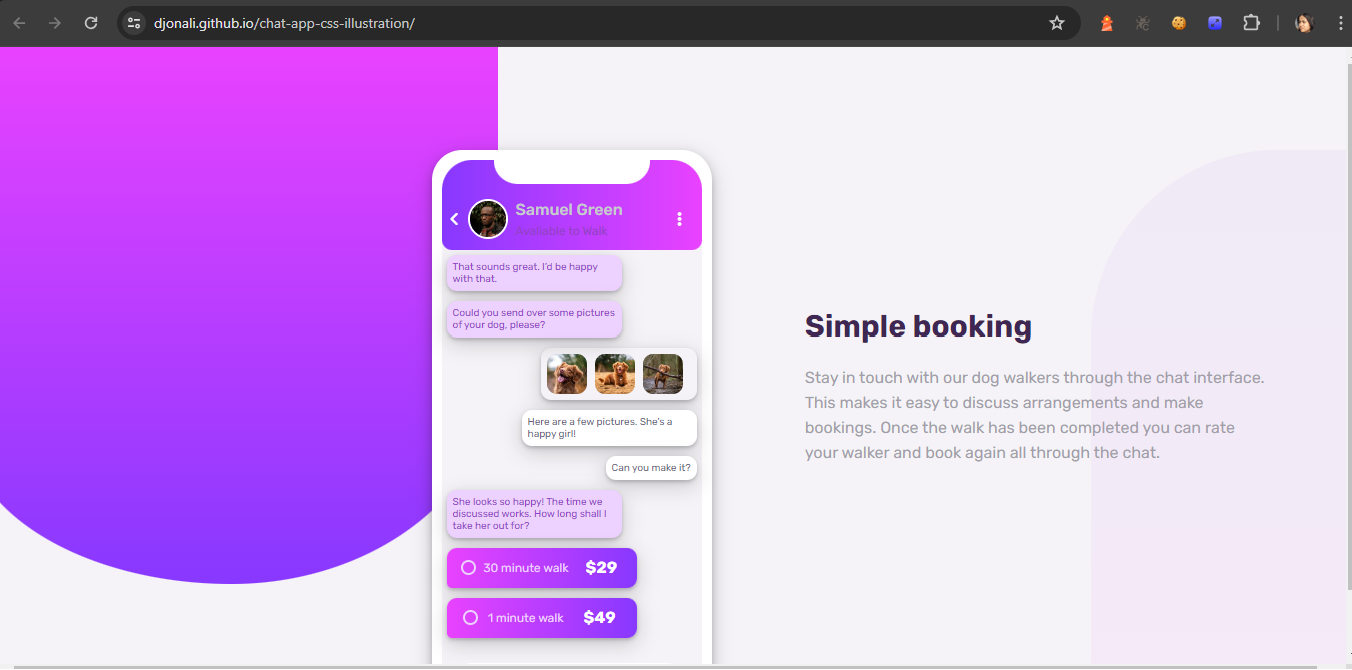 djonali.github.io/chat-app-css-illustration/
Samuel Green
Available to Walk
That sounds great. I'd be happy
with that.
Could you send over some pictures
of your dog, please?
Here are a few pictures. She's a
happy girl!
Can you make it?
She looks so happy! The time we
discussed works. How long shall I
take her out for?
30 minute walk $29
1 minute walk $49
Simple booking
Stay in touch with our dog walkers through the chat interface.
This makes it easy to discuss arrangements and make
bookings. Once the walk has been completed you can rate
your walker and book again all through the chat.